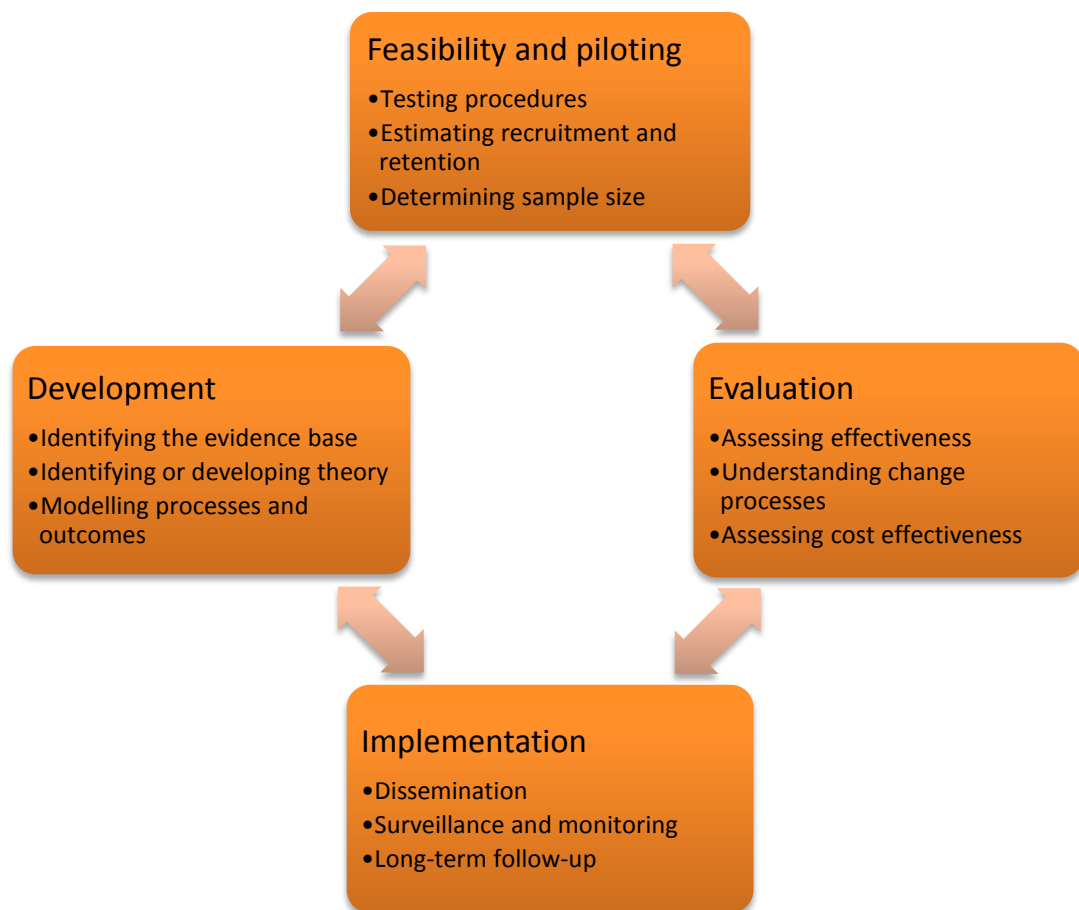 Feasibility and piloting
•Testing procedures
•Estimating recruitment and
retention
•Determining sample size
Development
•Identifying the evidence base
•Identifying or developing theory
•Modelling processes and
outcomes
Evaluation
•Assessing effectiveness
•Understanding change
processes
•Assessing cost effectiveness
Implementation
•Dissemination
•Surveillance and monitoring
•Long-term follow-up